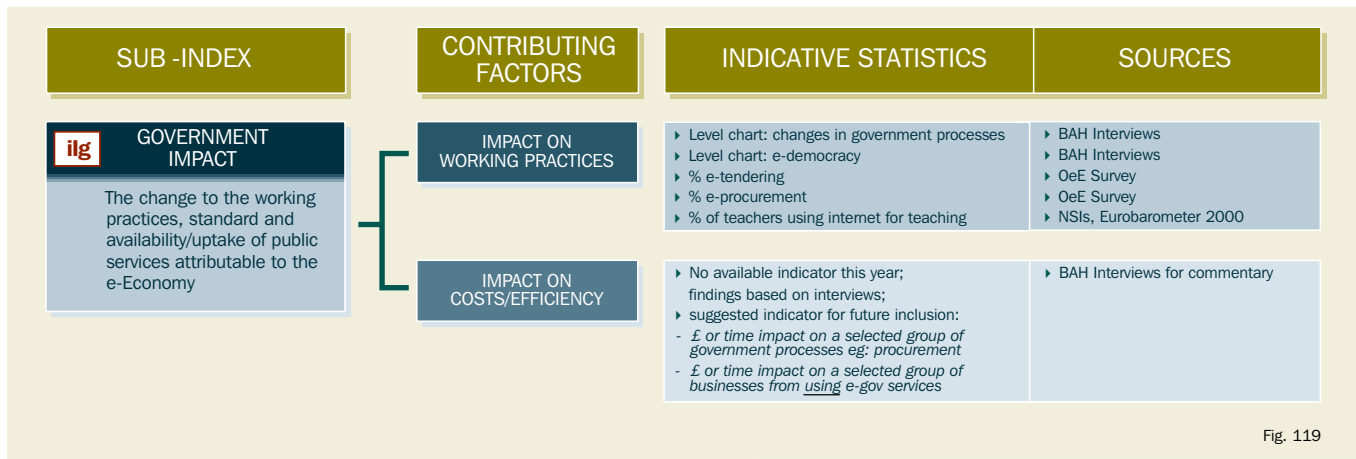 SUB -INDEX
CONTRIBUTING
FACTORS
INDICATIVE STATISTICS
SOURCES
ilg
GOVERNMENT
IMPACT
The change to the working
practices, standard and
availability/uptake of public
services attributable to the
e-Economy
IMPACT ON
WORKING PRACTICES
Level chart: changes in government processes
Level chart: e-democracy
% e-tendering
% e-procurement
% of teachers using internet for teaching
BAH Interviews
BAH Interviews
OeE Survey
OeE Survey
NSIs, Eurobarometer 2000
IMPACT ON
COSTS/EFFICIENCY
No available indicator this year;
findings based on interviews;
suggested indicator for future inclusion:
- £ or time impact on a selected group of
government processes eg: procurement
- £ or time impact on a selected group of
businesses from using e-gov services
BAH Interviews for commentary
Fig. 119